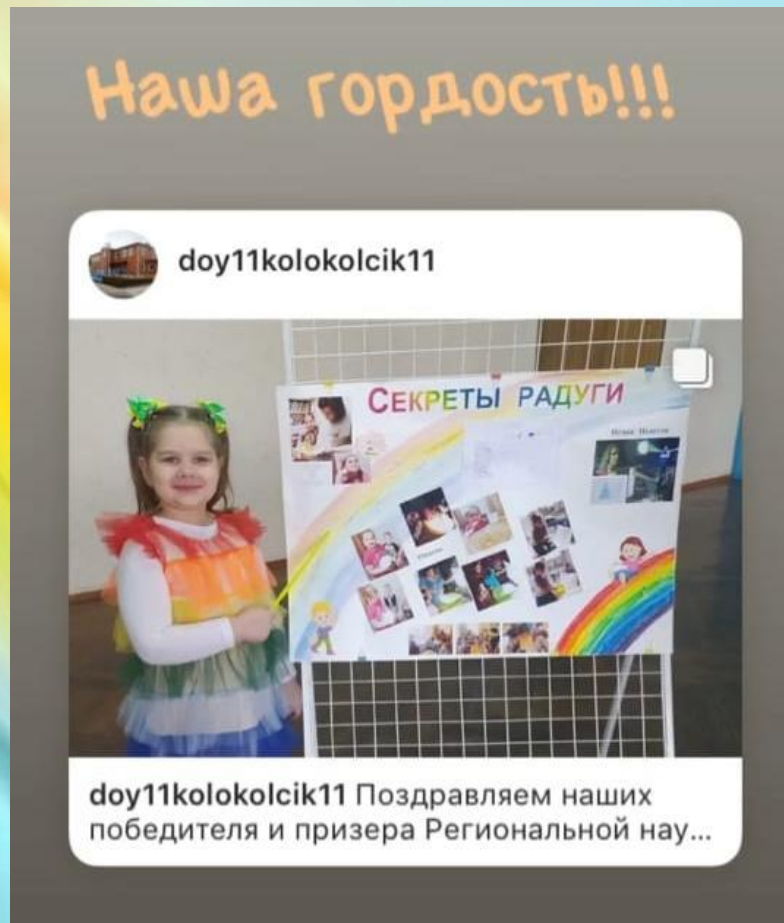 Наша гордость!!!
doy11kolokolcik11
СЕКРЕТЫ РАДУГИ
doy11kolokolcik11 Поздравляем наших
победителя и призера Региональной нау...